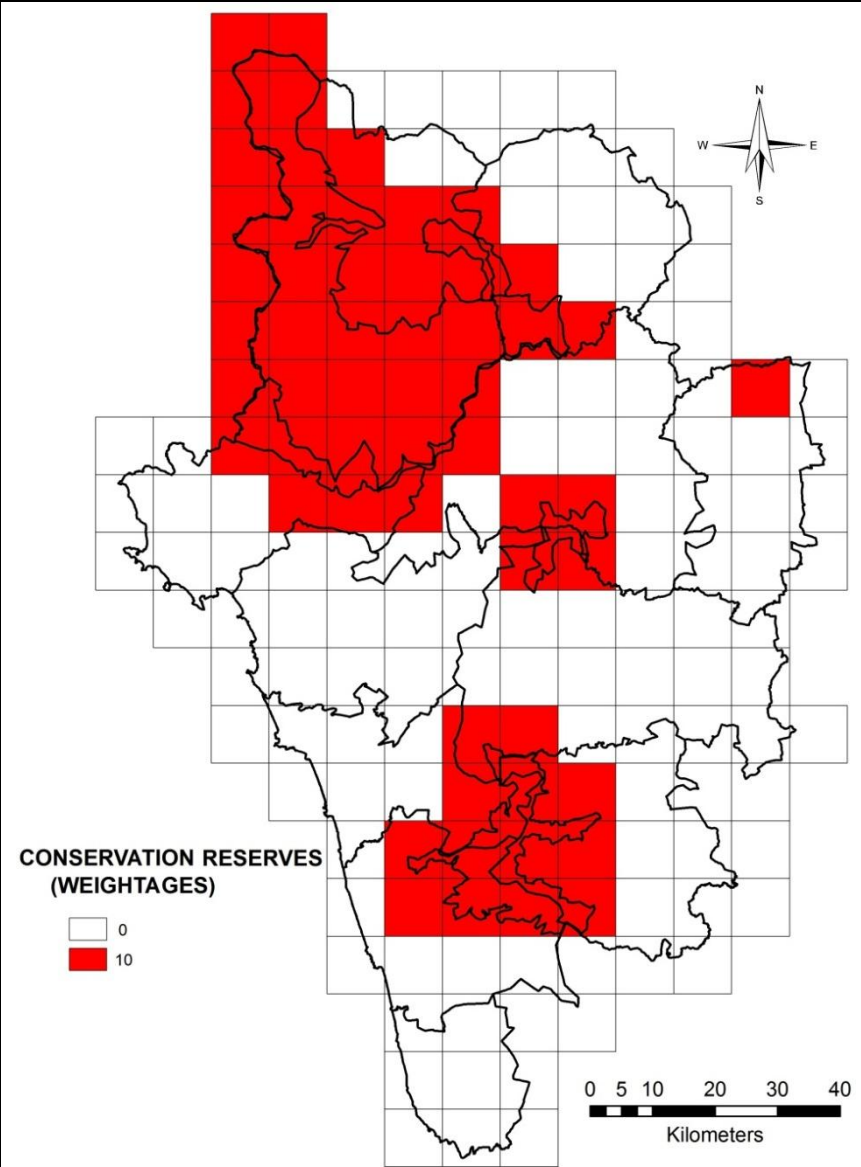 N
W E
S
CONSERVATION RESERVES
(WEIGHTAGES)
0
10
0 5 10 20 30 40
Kilometers